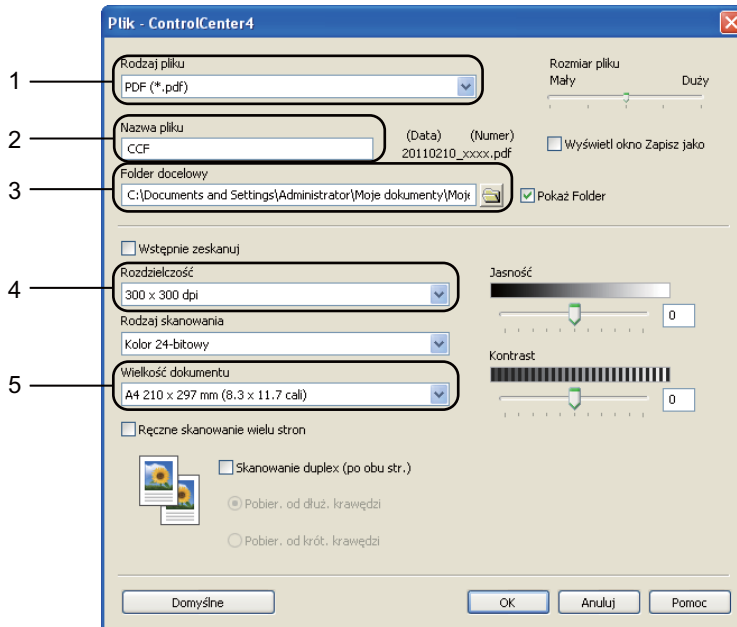 Plik - ControlCenter4
1
Rodzaj pliku
PDF (*.pdf)
Rozmiar pliku
Mały Duży
2
Nazwa pliku
CCF
(Data) (Numer)
20110210_xxxx.pdf
Wyświetl okno Zapisz jako
3
Folder docelowy
C:\Documents and Settings\Administrator\Moje dokumenty\Moje
Pokaż Folder
Wstępnie zeskanuj
4
Rozdzielczość
300 x 300 dpi
Jasność
0
Rodzaj skanowania
Kolor 24-bitowy
5
Wielkość dokumentu
A4 210 x 297 mm (8.3 x 11.7 cali)
Kontrast
0
Ręczne skanowanie wielu stron
Skanowanie duplex (po obu str.)
Pobier. od dłuż. krawędzi
Pobier. od krót. krawędzi
Domyślne OK Anuluj Pomoc